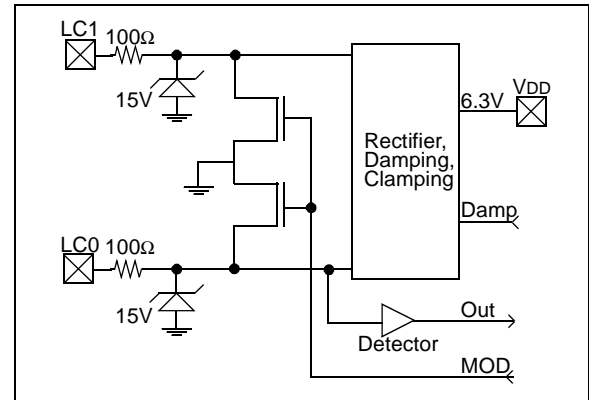 LC1
100Ω
15V
6.3V
VDD
Rectifier,
Damping,
Clamping
Damp
LC0
100Ω
15V
Out
Detector
MOD